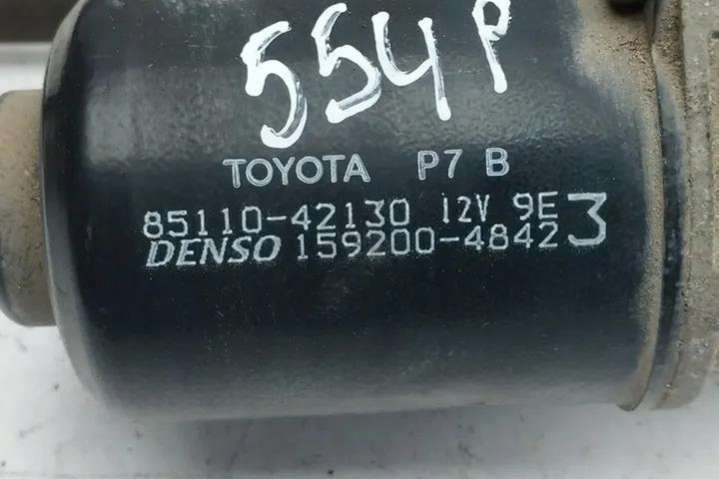 554P
TOYOTA P7 B
85110-42130 12V 9E
DENSO 159200-4842 3